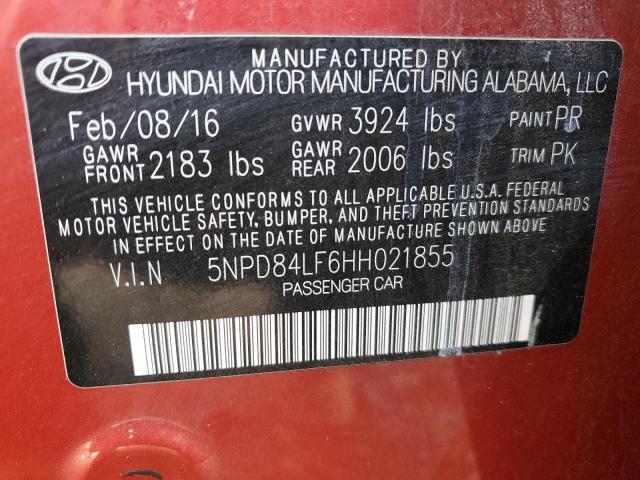 MANUFACTURED BY
HYUNDAI MOTOR MANUFACTURING ALABAMA, LLC
Feb/08/16 GVWR 3924 lbs PAINT PR
GAWR FRONT 2183 lbs GAWR REAR 2006 lbs TRIM PK
THIS VEHICLE CONFORMS TO ALL APPLICABLE U.S.A. FEDERAL
MOTOR VEHICLE SAFETY, BUMPER, AND THEFT PREVENTION STANDARDS
IN EFFECT ON THE DATE OF MANUFACTURE SHOWN ABOVE
V.I.N 5NPD84LF6HH021855
PASSENGER CAR